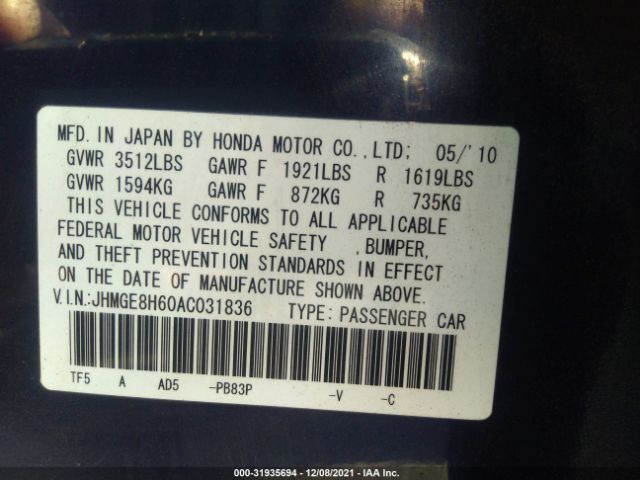 MFD. IN JAPAN BY HONDA MOTOR CO.,LTD; 05/'10
GVWR 3512LBS GAWR F 1921LBS R 1619LBS
GVWR 1594KG GAWR F 872KG R 735KG
THIS VEHICLE CONFORMS TO ALL APPLICABLE
FEDERAL MOTOR VEHICLE SAFETY ,BUMPER,
AND THEFT PREVENTION STANDARDS IN EFFECT
ON THE DATE OF MANUFACTURE SHOWN ABOVE.
V.I.N.:JHMGE8H60AC031836 TYPE: PASSENGER CAR
TF5 A AD5 -PB83P -V -C
000-31935694 - 12/08/2021 - IAA Inc.